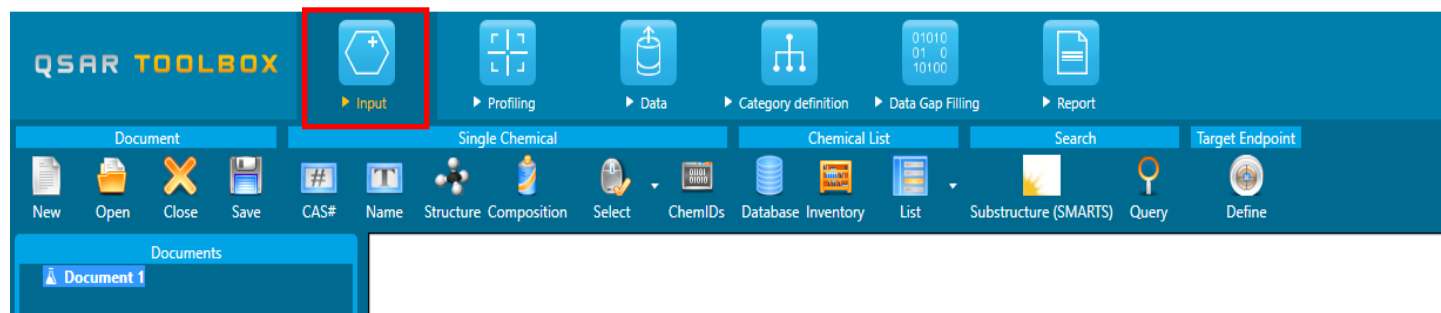 QSAR TOOLBOX
01010
01 0
10100
Input
Profiling
Data
Category definition
Data Gap Filling
Report
Document
Single Chemical
Chemical List
Search
Target Endpoint
#
T
01101
01010
New
Open
Close
Save
CAS#
Name
Structure
Composition
Select
ChemIDs
Database
Inventory
List
Substructure (SMARTS)
Query
Define
Documents
Document 1